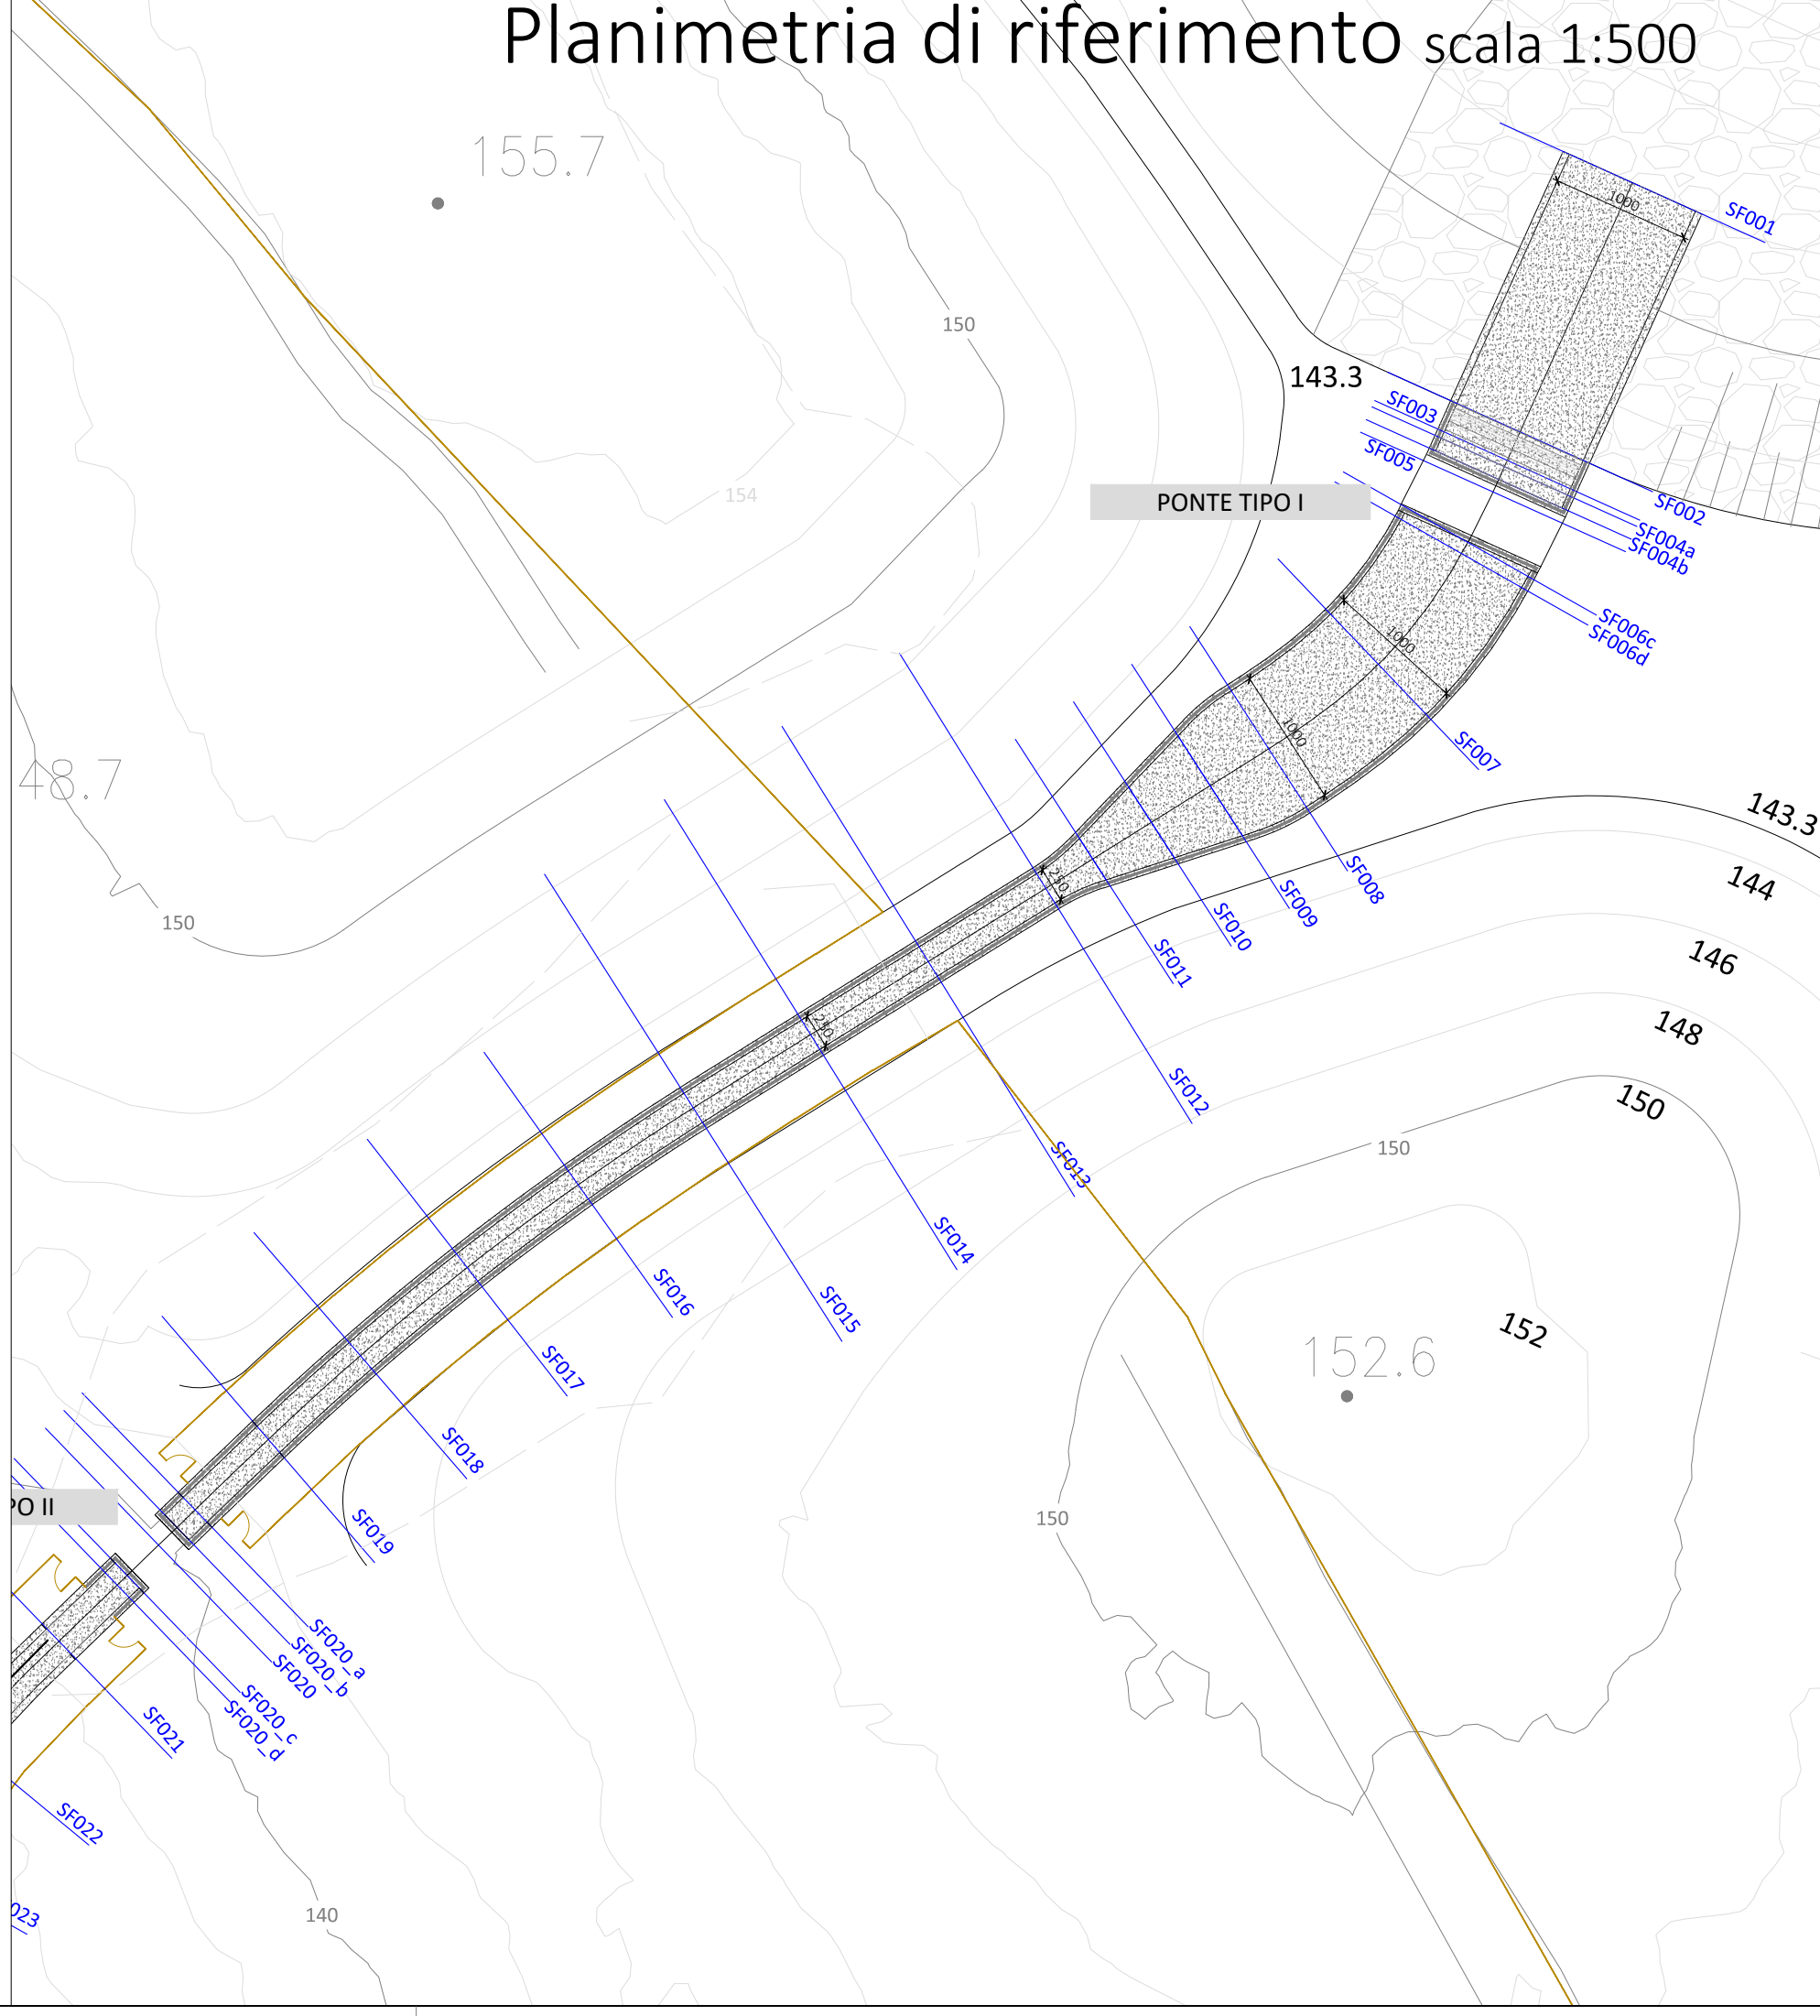 Planimetria di riferimento scala 1:500
155.7
1000
SF001
150
143.3
SF003
SF005
154
PONTE TIPO I
SF002
SF004a
SF004b
SF006c
SF006d
1000
1000
SF007
48.7
143.3
250
SF008
144
SF009
150
SF010
SF011
146
250
148
SF012
150
150
SF013
SF014
SF016
SF015
152
152.6
SF017
SF018
PO II
150
SF019
SF020_a
SF020_b
SF020
SF020_c
SF020_d
SF021
SF022
140
023